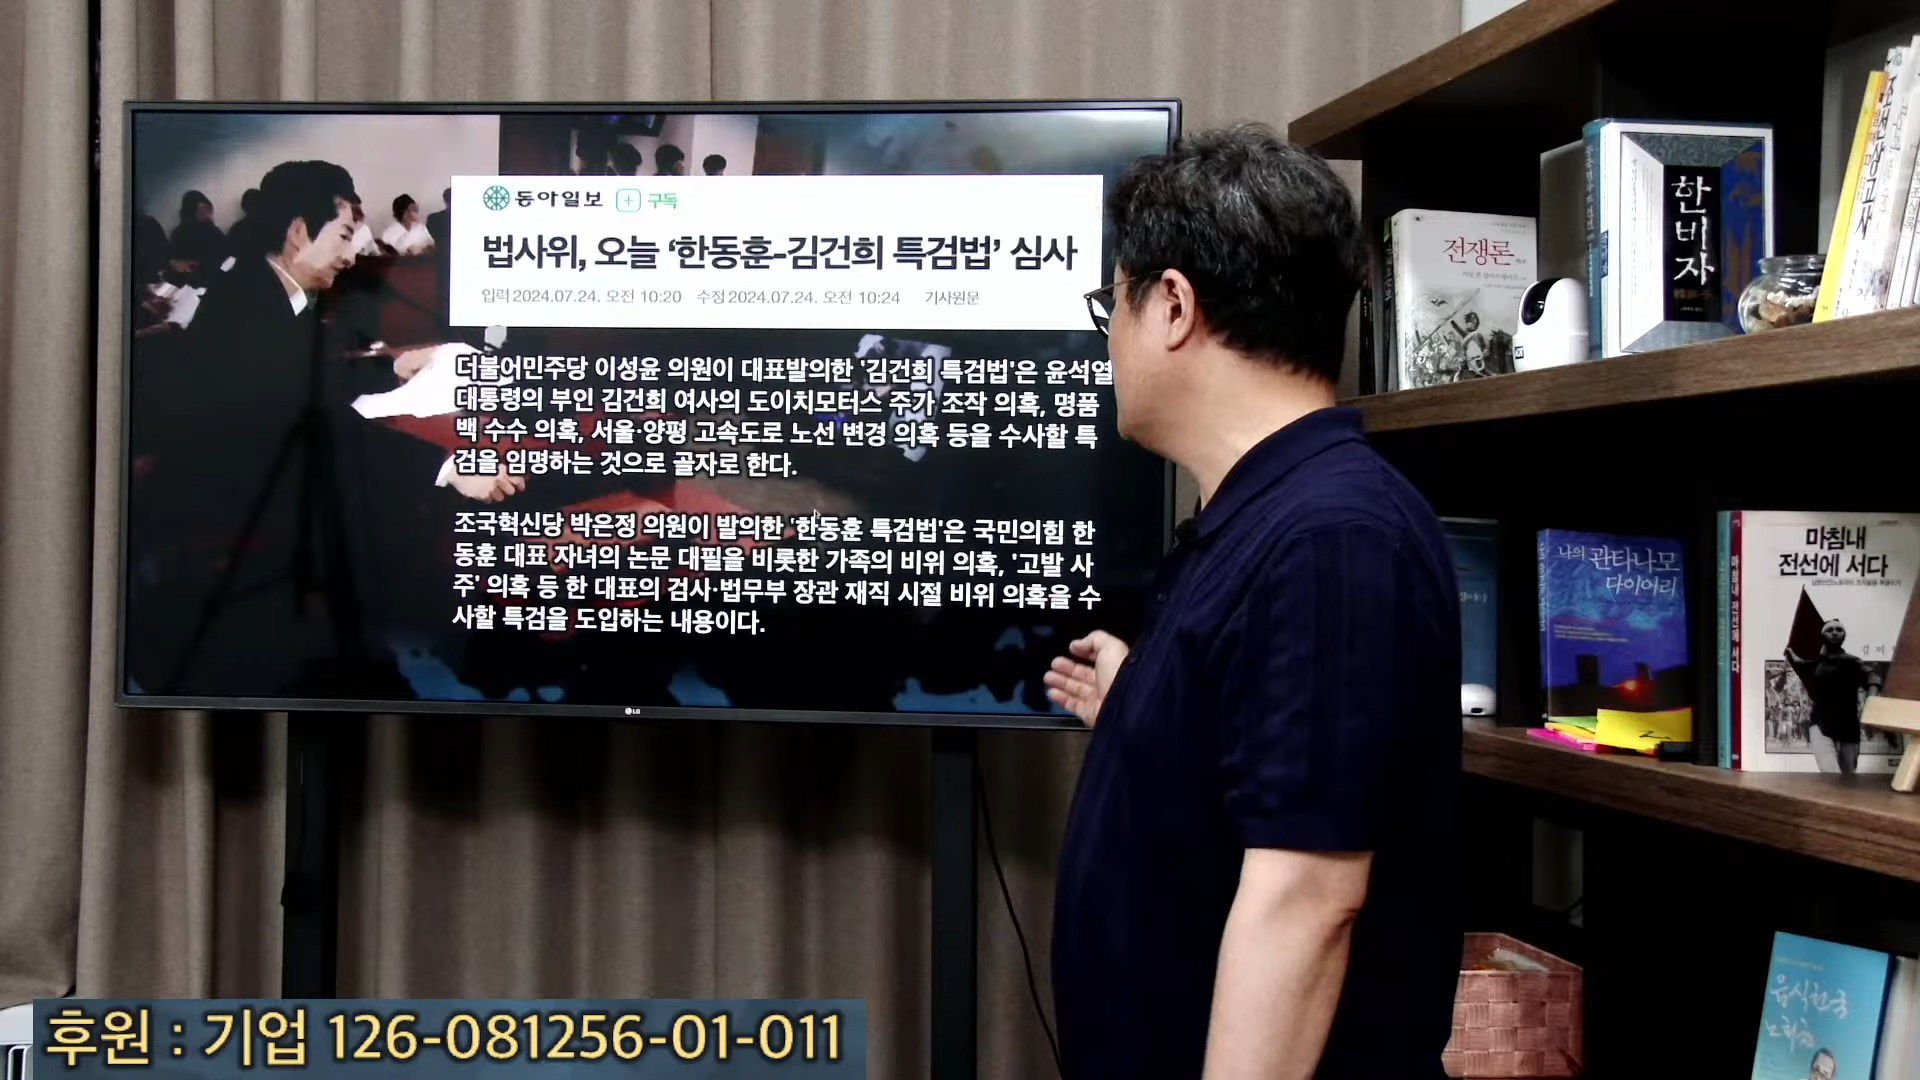 동아일보 구독
법사위, 오늘 ‘한동훈-김건희 특검법’ 심사
입력 2024.07.24. 오전 10:20 수정 2024.07.24. 오전 10:24 기사원문
더불어민주당 이성윤 의원이 대표발의한 '김건희 특검법'은 윤석열
대통령의 부인 김건희 여사의 도이치모터스 주가 조작 의혹, 명품
백 수수 의혹, 서울·양평 고속도로 노선 변경 의혹 등을 수사할 특
검을 임명하는 것으로 골자로 한다.
조국혁신당 박은정 의원이 발의한 '한동훈 특검법'은 국민의힘 한
동훈 대표 자녀의 논문 대필을 비롯한 가족의 비위 의혹, '고발 사
주' 의혹 등 한 대표의 검사·법무부 장관 재직 시절 비위 의혹을 수
사할 특검을 도입하는 내용이다.
LG
전쟁론
한비자
나의 관타나모
다이어리
마침내
전선에 서다
마침내 전선에 서다
후원 : 기업 126-081256-01-011